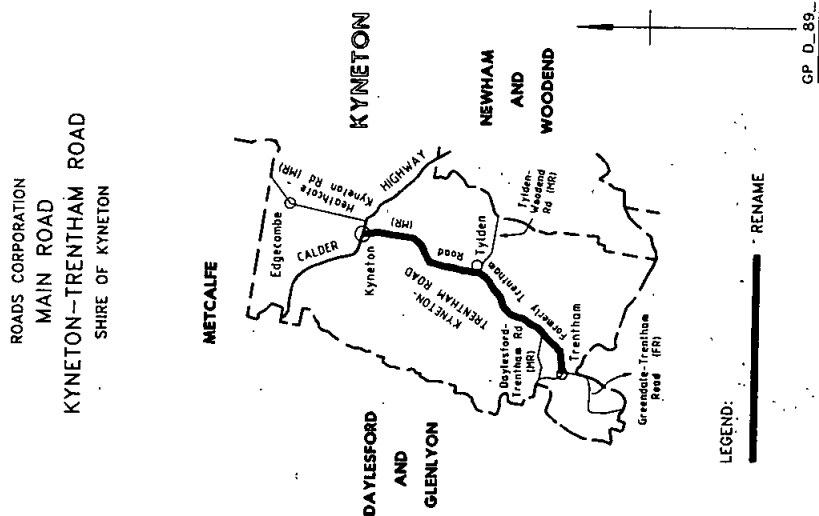 ROADS CORPORATION
MAIN ROAD
KYNETON-TRENTHAM ROAD
SHIRE OF KYNETON
METCALFE
Edgecombe
Heathcote
Kyneton Rd (MR)
CALDER
HIGHWAY
Kyneton
KYNETON
(MR)
KYNETON-
TRENTHAM ROAD
Formerly Trentham Road
Tylden
Tylden-
Woodend
Rd (MR)
NEWHAM
AND
WOODEND
DAYLESFORD
AND
GLENLYON
Daylesford-
Trentham Rd
(MR)
Trentham
Greendale-Trentham
Road (FR)
LEGEND:
RENAME
GP D_89_